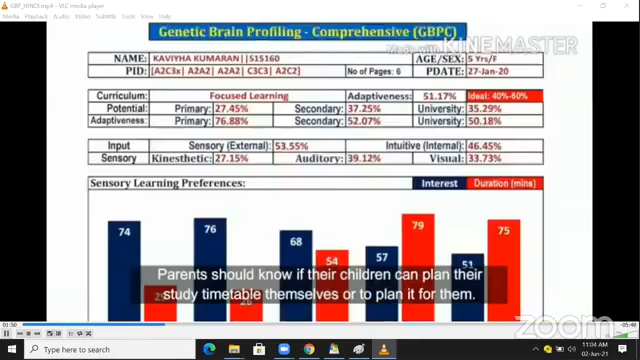 GBP_HINDI.mp4 - VLC media player
Media Playback Audio Video Subtitle Tools View Help
Genetic Brain Profiling - Comprehensive (GBPC)
Made with KINEMASTER
NAME: KAVIYHA KUMARAN||S15160 AGE/SEX: 5 Yrs/F
PID: [A2C3x| A2A2| A2A2| C3C3| A2C2] No of Pages: 6 PDATE: 27-Jan-20
Curriculum: Focused Learning Adaptiveness: 51.17% Ideal: 40%-60%
Potential: Primary: 27.45% Secondary: 37.25% University: 35.29%
Adaptiveness: Primary: 76.88% Secondary: 52.07% University: 50.18%
Input Sensory (External): 53.55% Intuitive (Internal): 46.45%
Sensory Kinesthetic: 27.15% Auditory: 39.12% Visual: 33.73%
Sensory Learning Preferences: Interest Duration (mins)
74 76 68 54 57 79 51 75
Parents should know if their children can plan their
study timetable themselves or to plan it for them.
01:50 05:48
zoom
Type here to search
11:04 AM
02-Jun-21